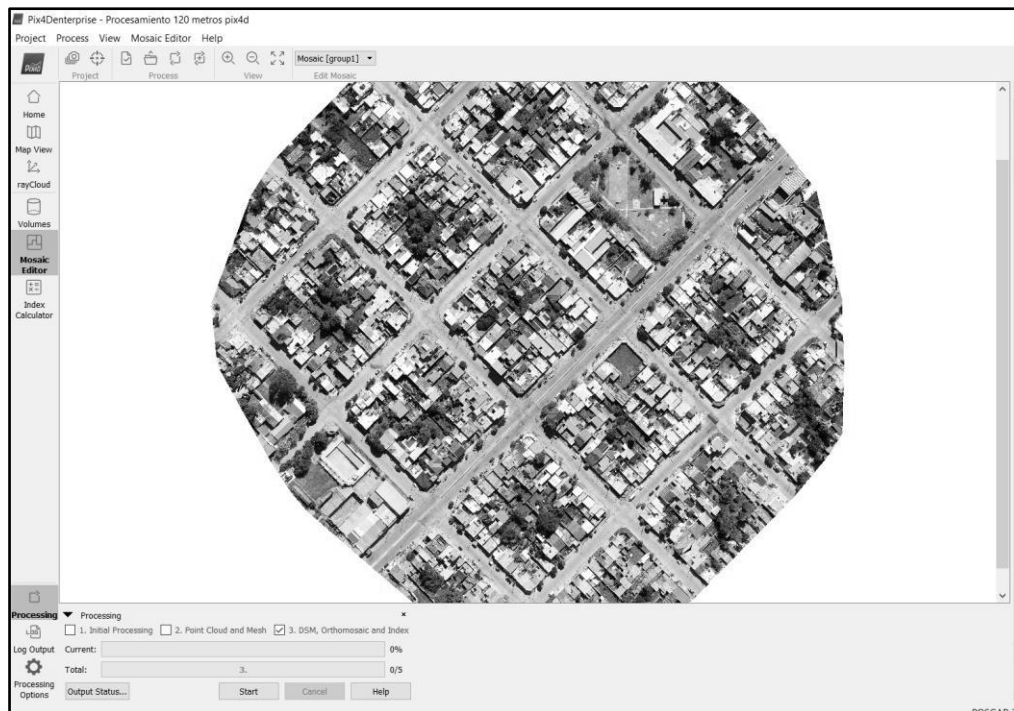 Pix4Denterprise - Procesamiento 120 metros pix4d
Project Process View Mosaic Editor Help
Mosaic [group1]
Project Process View Edit Mosaic
Home
Map View
rayCloud
Volumes
Mosaic
Editor
Index
Calculator
Processing
Log Output
Processing
Options
Processing
1. Initial Processing 2. Point Cloud and Mesh 3. DSM, Orthomosaic and Index
Current: 0%
Total: 3. 0/5
Output Status... Start Cancel Help